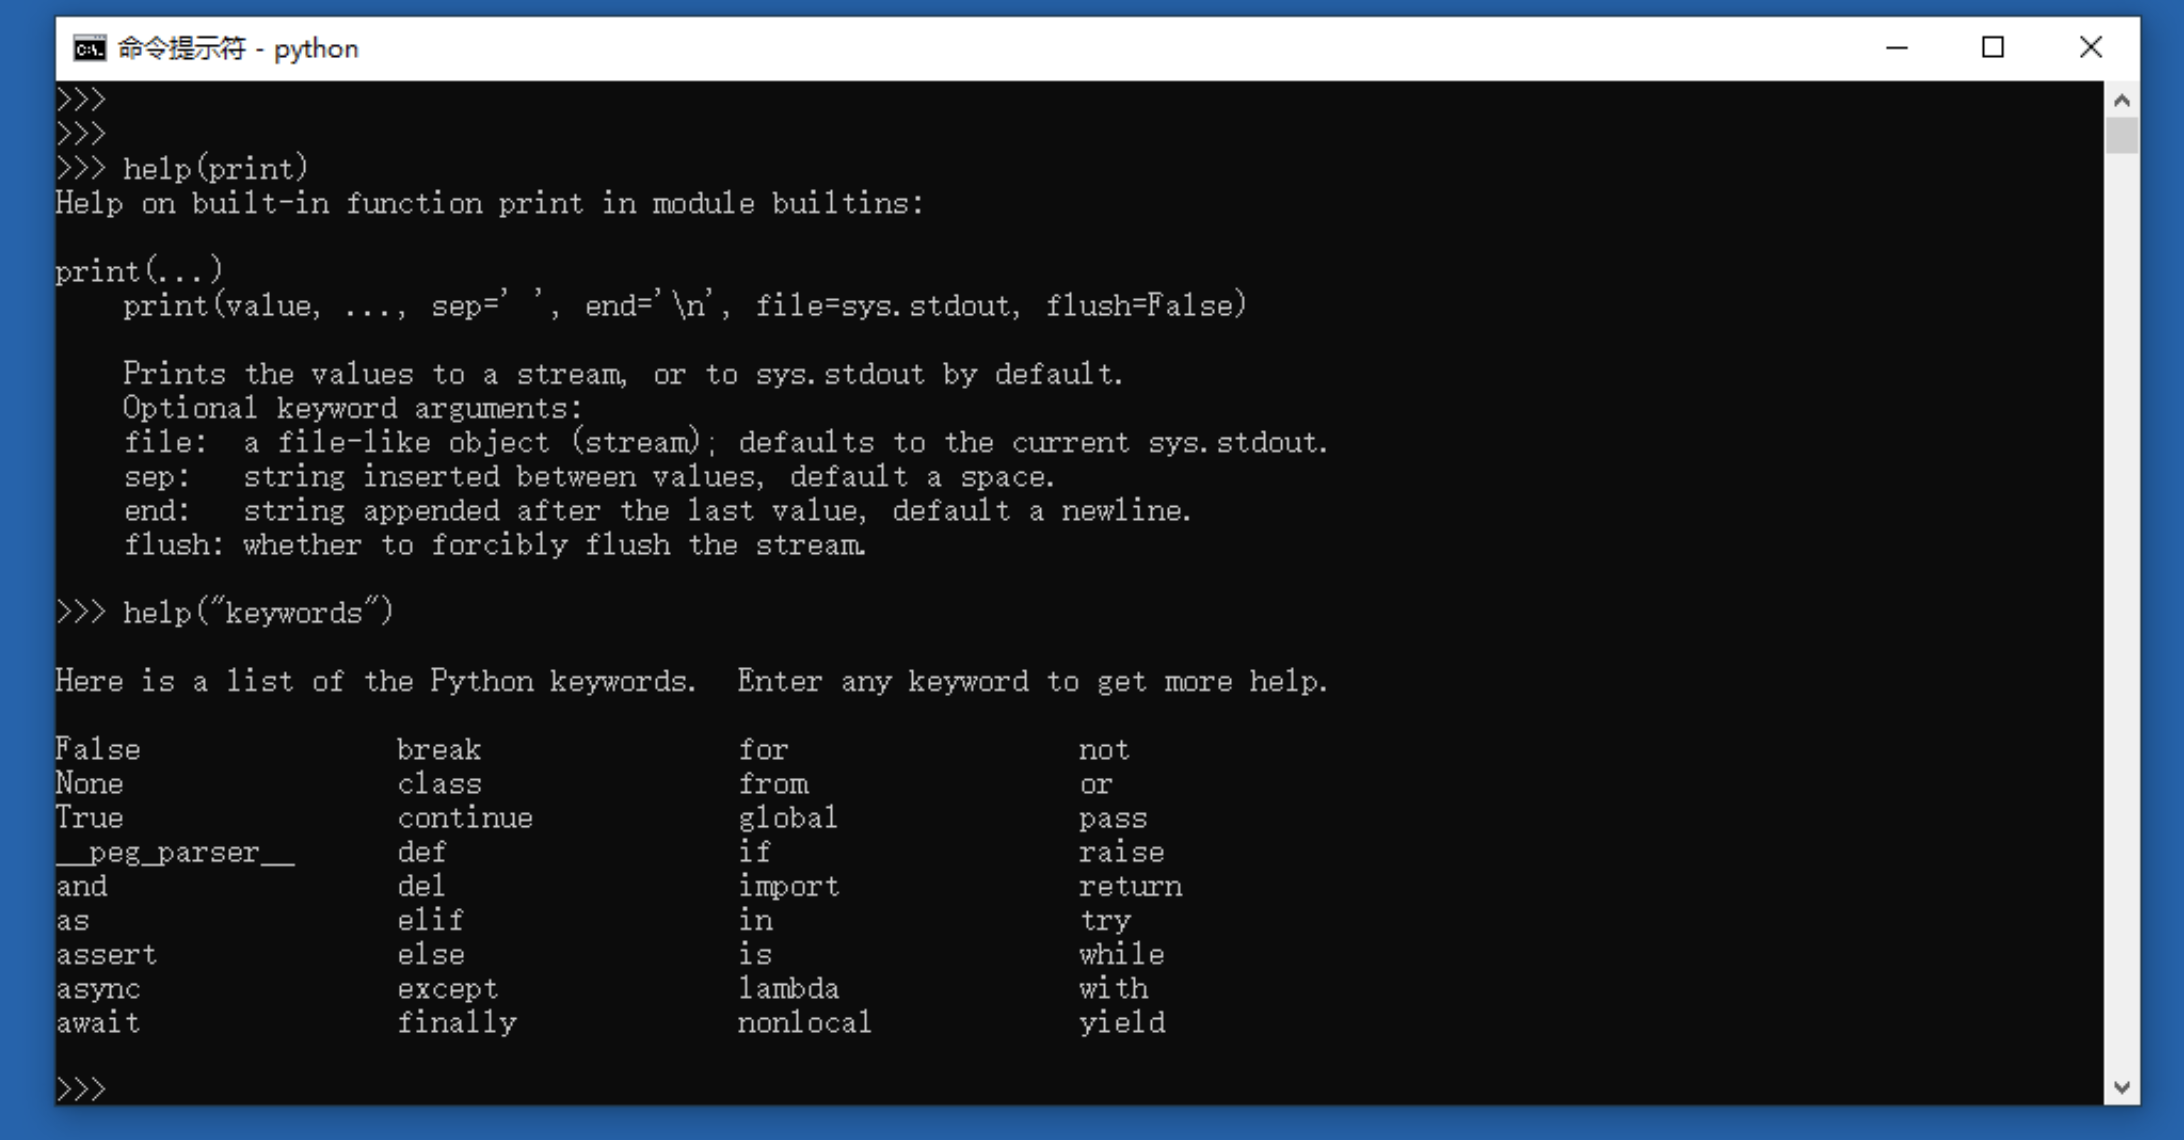 命令提示符 - python
>>>
>>>
>>> help(print)
Help on built-in function print in module builtins:
print(...)
    print(value, ..., sep=' ', end='\n', file=sys.stdout, flush=False)
    Prints the values to a stream, or to sys.stdout by default.
    Optional keyword arguments:
    file:  a file-like object (stream); defaults to the current sys.stdout.
    sep:   string inserted between values, default a space.
    end:   string appended after the last value, default a newline.
    flush: whether to forcibly flush the stream.
>>> help("keywords")
Here is a list of the Python keywords.  Enter any keyword to get more help.
False               break               for                 not
None                class               from                or
True                continue            global              pass
__peg_parser__      def                 if                  raise
and                 del                 import              return
as                  elif                in                  try
assert              else                is                  while
async               except              lambda              with
await               finally             nonlocal            yield
>>>